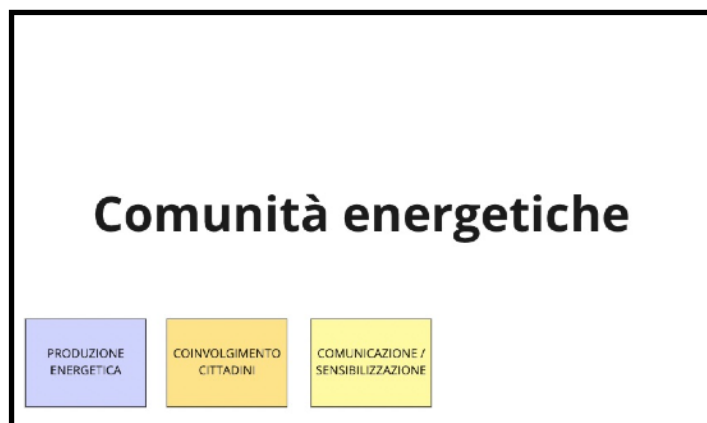 Comunità energetiche
PRODUZIONE
ENERGETICA
COINVOLGIMENTO
CITTADINI
COMUNICAZIONE /
SENSIBILIZZAZIONE